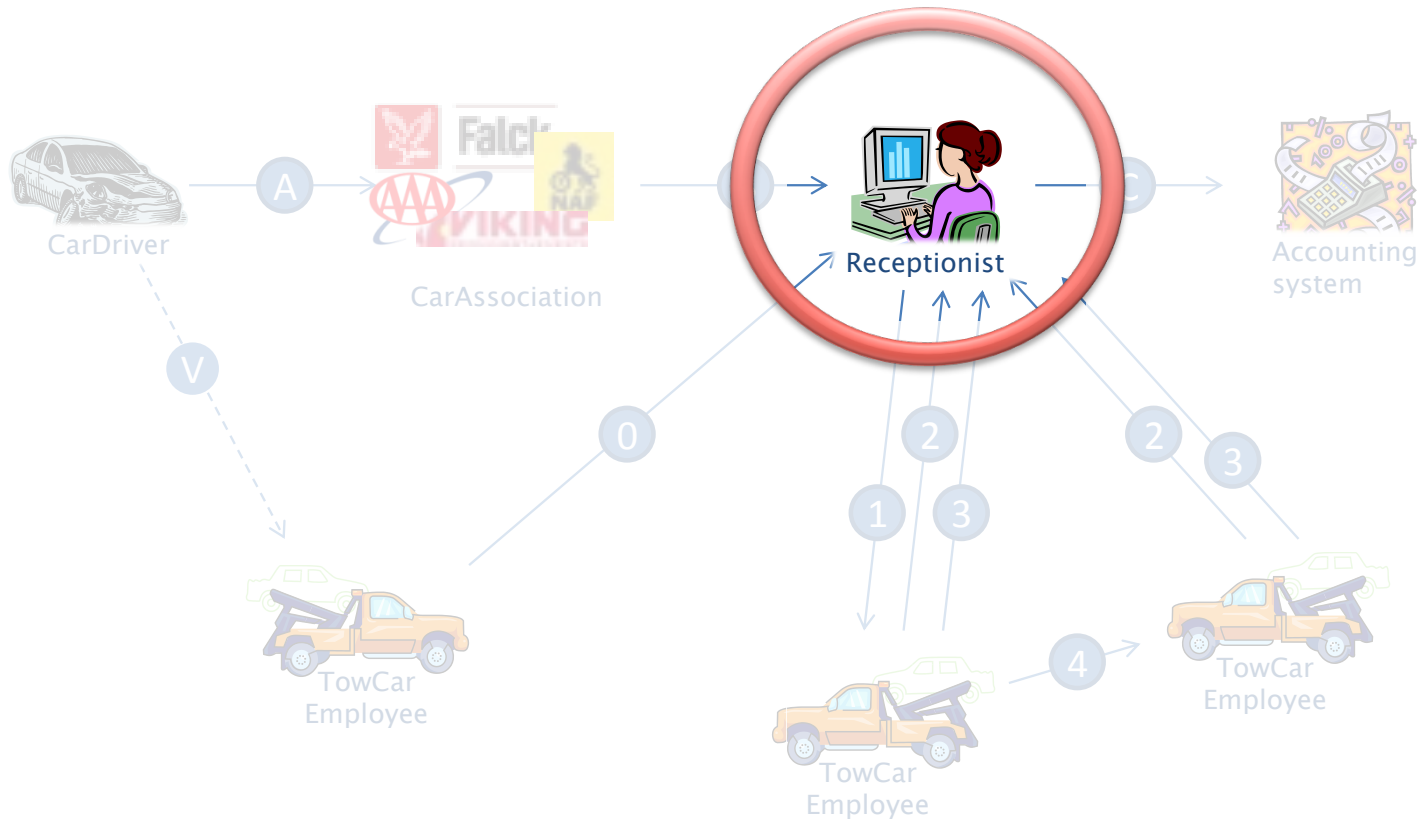 Falck
NAF
AAA
VIKING
A
C
CarDriver
CarAssociation
Receptionist
Accounting
system
V
0
1
2
3
2
3
4
TowCar
Employee
TowCar
Employee
TowCar
Employee